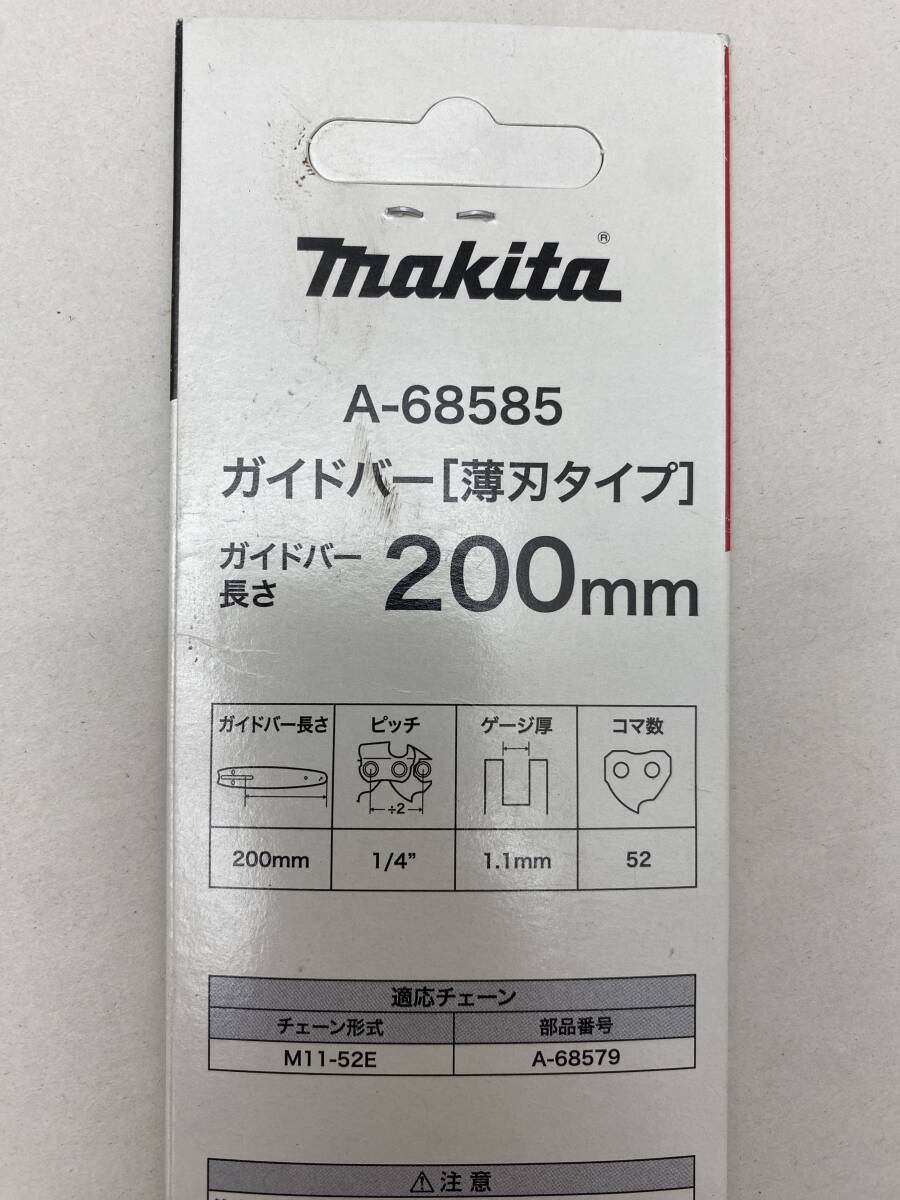 makita®
A-68585
ガイドバー[薄刃タイプ]
ガイドバー
長さ
200mm
ガイドバー長さ ピッチ ゲージ厚 コマ数
÷2
200mm 1/4” 1.1mm 52
適応チェーン
チェーン形式 部品番号
M11-52E A-68579
⚠注意